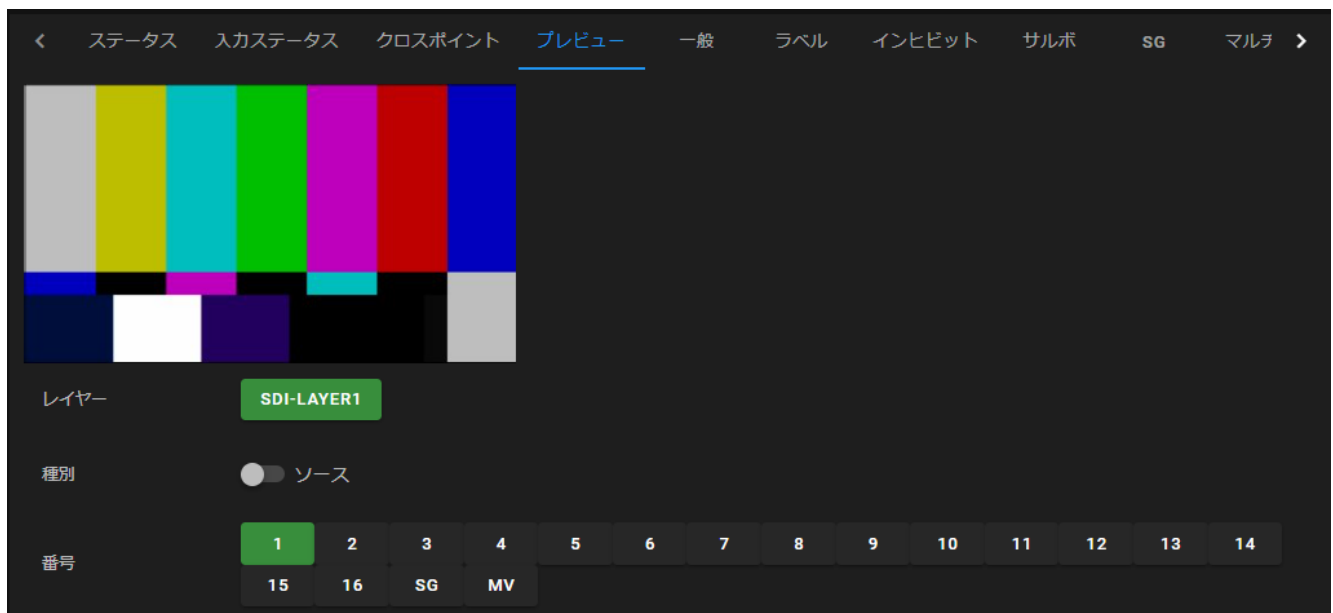 ステータス 入力ステータス クロスポイント プレビュー 一般 ラベル インヒビット サルボ SG マルチ
レイヤー SDI-LAYER1
種別 ソース
番号 1 2 3 4 5 6 7 8 9 10 11 12 13 14
15 16 SG MV